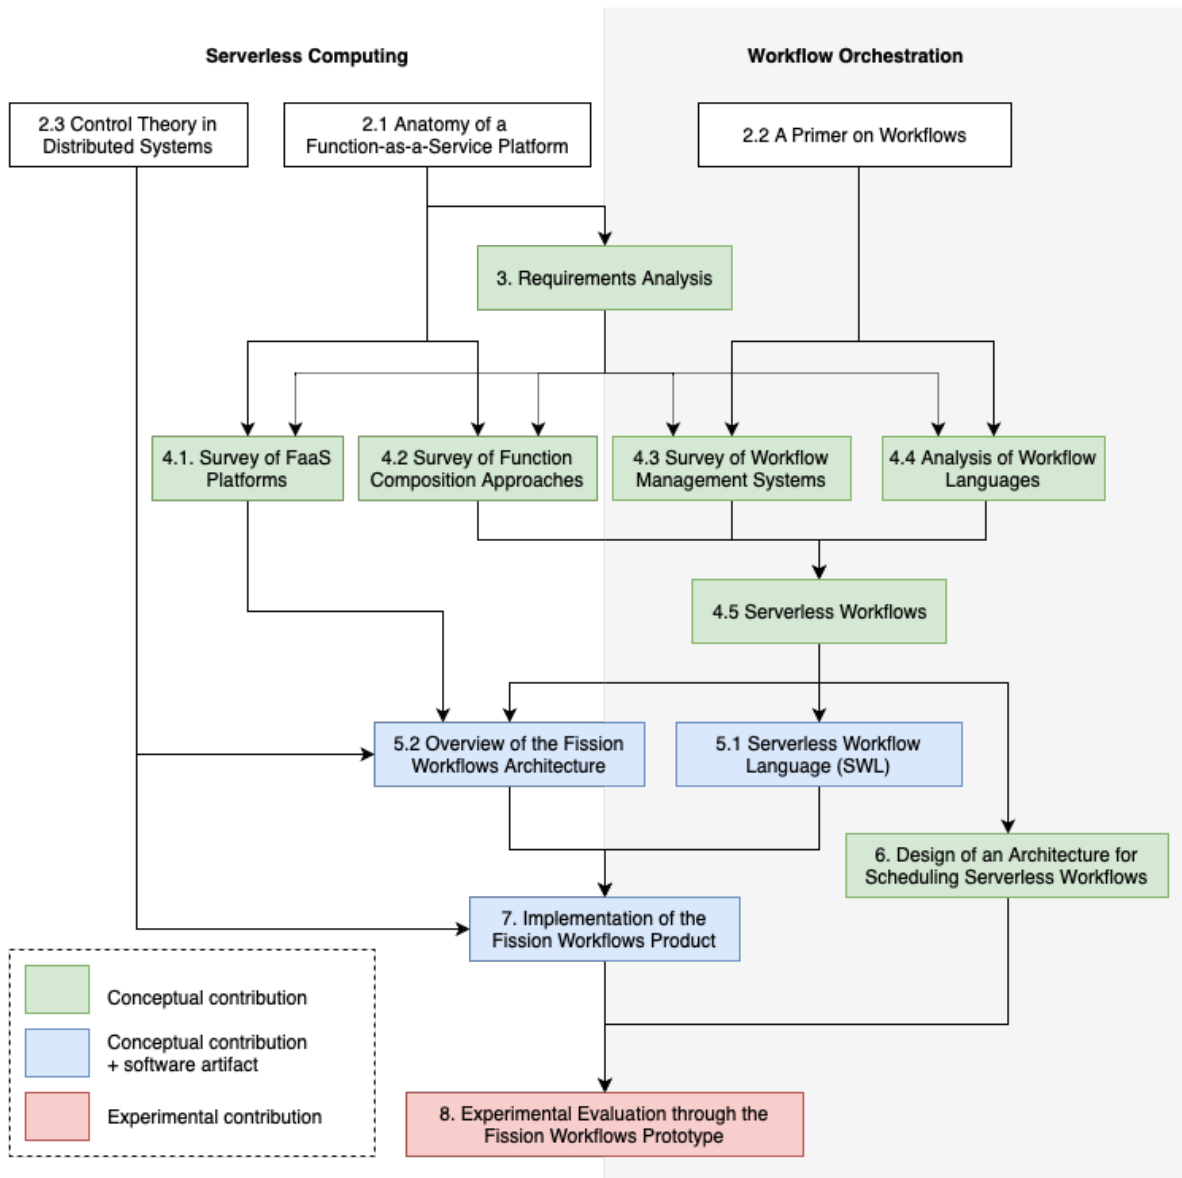 Serverless Computing
Workflow Orchestration
2.3 Control Theory in
Distributed Systems
2.1 Anatomy of a
Function-as-a-Service Platform
2.2 A Primer on Workflows
3. Requirements Analysis
4.1. Survey of FaaS
Platforms
4.2 Survey of Function
Composition Approaches
4.3 Survey of Workflow
Management Systems
4.4 Analysis of Workflow
Languages
4.5 Serverless Workflows
5.2 Overview of the Fission
Workflows Architecture
5.1 Serverless Workflow
Language (SWL)
6. Design of an Architecture for
Scheduling Serverless Workflows
7. Implementation of the
Fission Workflows Product
Conceptual contribution
Conceptual contribution
+ software artifact
Experimental contribution
8. Experimental Evaluation through the
Fission Workflows Prototype